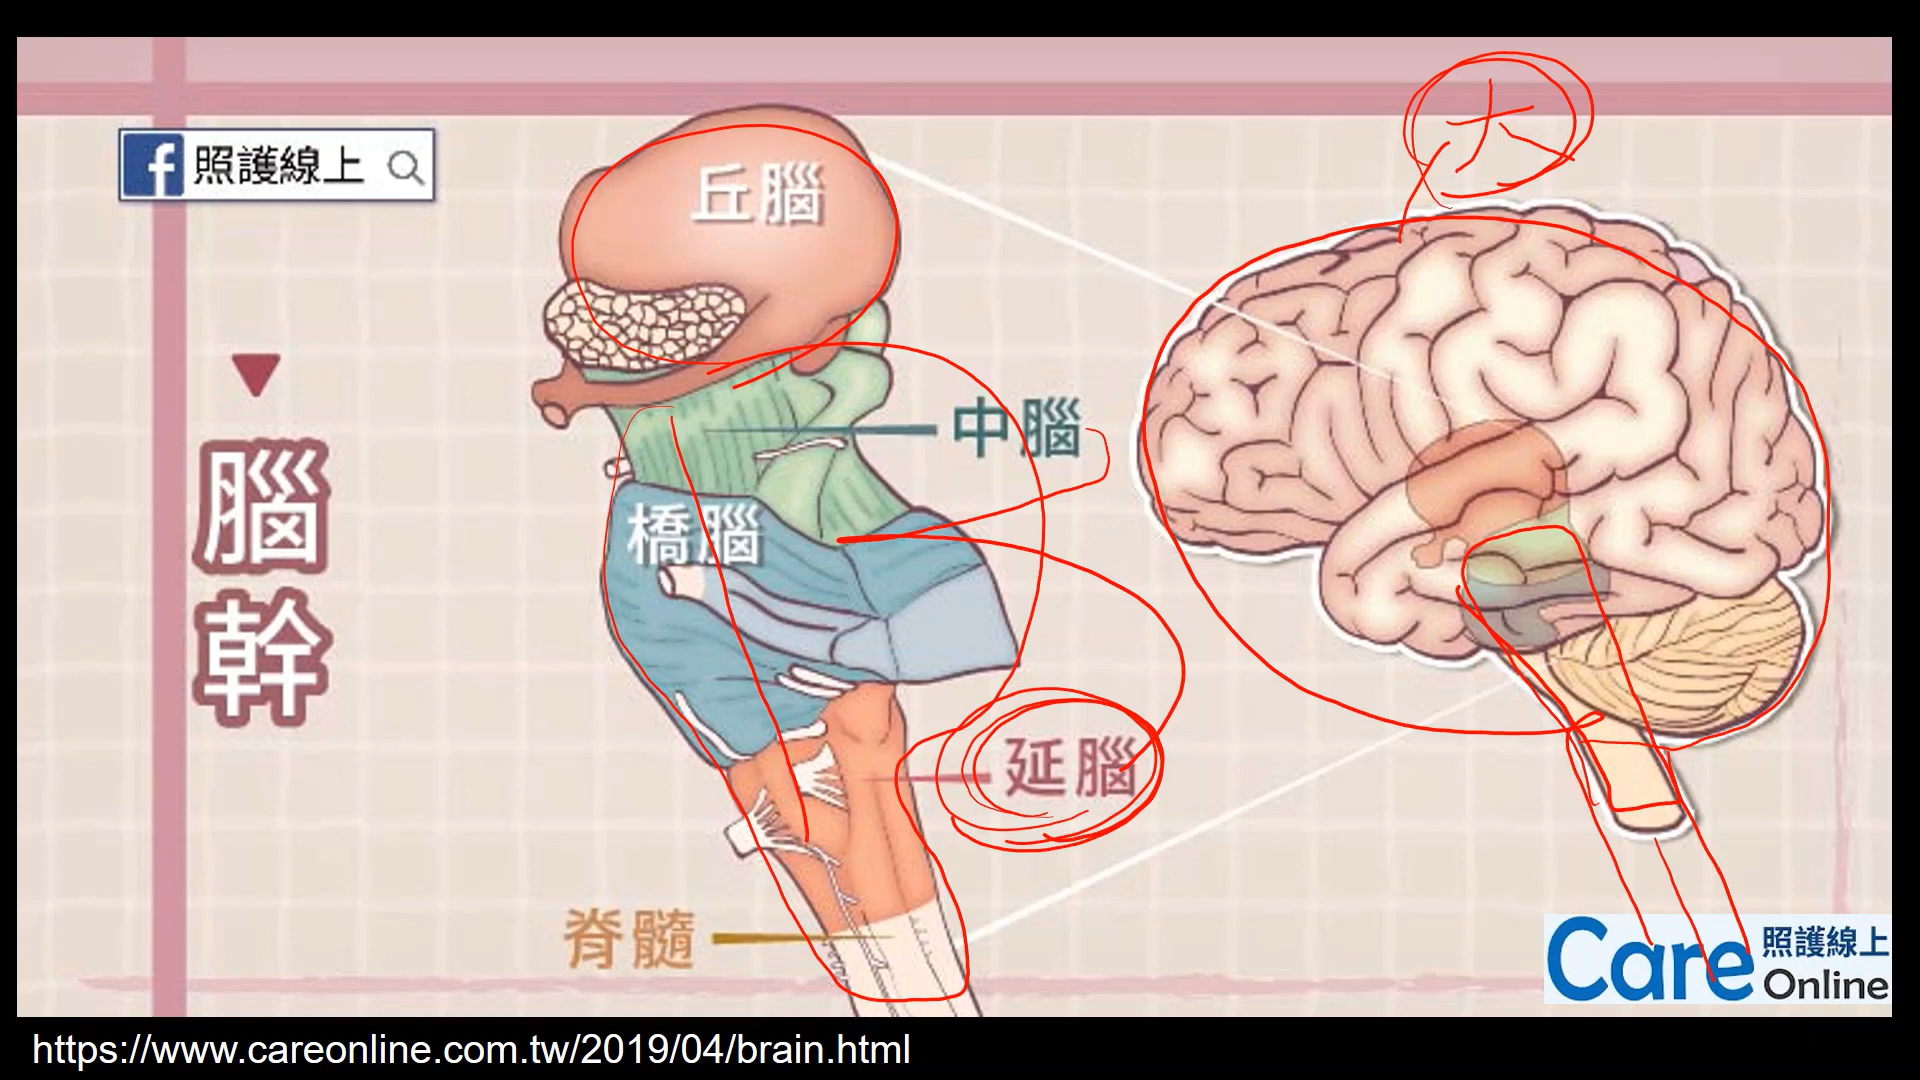 照護線上
丘腦
大
中腦
腦幹
橋腦
延腦
脊髓
Care 照護線上
Online
https://www.careonline.com.tw/2019/04/brain.html